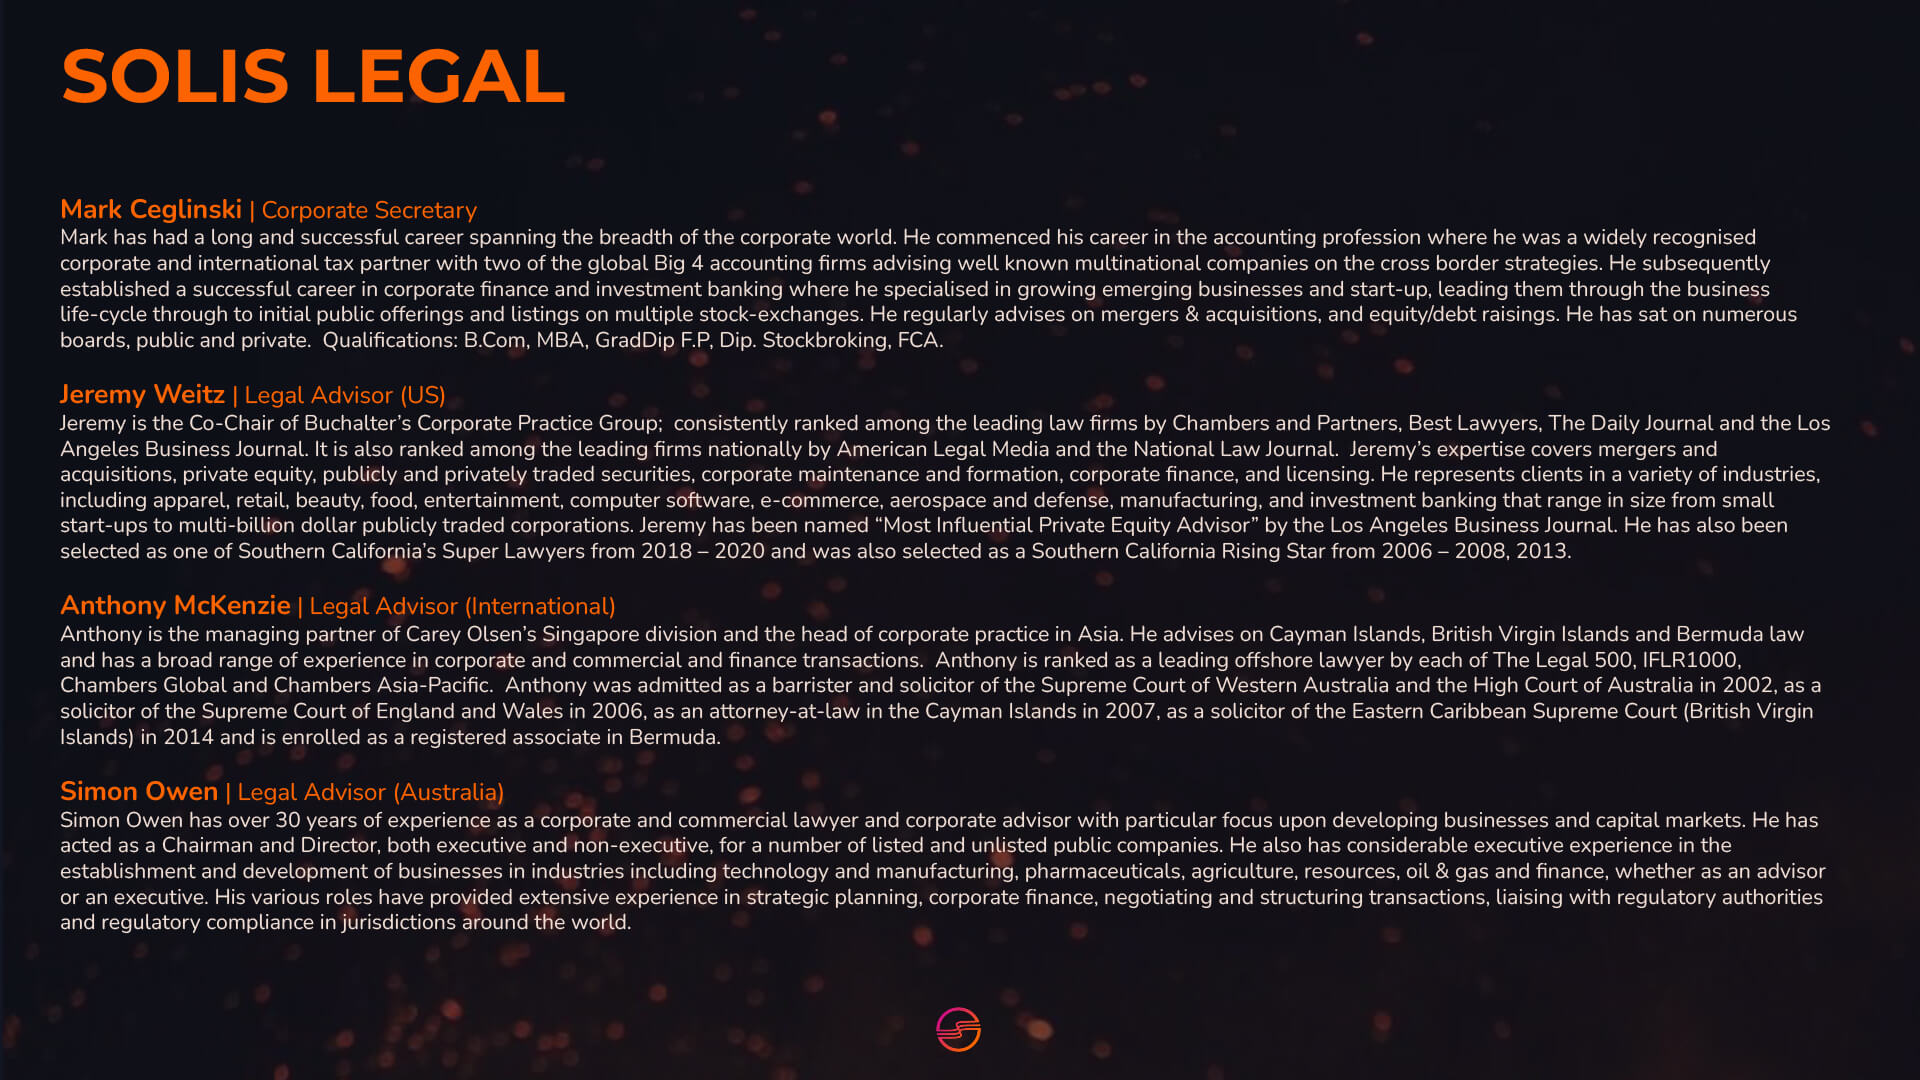 SOLIS LEGAL
Mark Ceglinski | Corporate Secretary
Mark has had a long and successful career spanning the breadth of the corporate world. He commenced his career in the accounting profession where he was a widely recognised
corporate and international tax partner with two of the global Big 4 accounting firms advising well known multinational companies on the cross border strategies. He subsequently
established a successful career in corporate finance and investment banking where he specialised in growing emerging businesses and start-up, leading them through the business
life-cycle through to initial public offerings and listings on multiple stock-exchanges. He regularly advises on mergers & acquisitions, and equity/debt raisings. He has sat on numerous
boards, public and private.  Qualifications: B.Com, MBA, GradDip F.P, Dip. Stockbroking, FCA.
Jeremy Weitz | Legal Advisor (US)
Jeremy is the Co-Chair of Buchalter’s Corporate Practice Group;  consistently ranked among the leading law firms by Chambers and Partners, Best Lawyers, The Daily Journal and the Los
Angeles Business Journal. It is also ranked among the leading firms nationally by American Legal Media and the National Law Journal.  Jeremy’s expertise covers mergers and
acquisitions, private equity, publicly and privately traded securities, corporate maintenance and formation, corporate finance, and licensing. He represents clients in a variety of industries,
including apparel, retail, beauty, food, entertainment, computer software, e-commerce, aerospace and defense, manufacturing, and investment banking that range in size from small
start-ups to multi-billion dollar publicly traded corporations. Jeremy has been named “Most Influential Private Equity Advisor” by the Los Angeles Business Journal. He has also been
selected as one of Southern California’s Super Lawyers from 2018 – 2020 and was also selected as a Southern California Rising Star from 2006 – 2008, 2013.
Anthony McKenzie | Legal Advisor (International)
Anthony is the managing partner of Carey Olsen’s Singapore division and the head of corporate practice in Asia. He advises on Cayman Islands, British Virgin Islands and Bermuda law
and has a broad range of experience in corporate and commercial and finance transactions.  Anthony is ranked as a leading offshore lawyer by each of The Legal 500, IFLR1000,
Chambers Global and Chambers Asia-Pacific.  Anthony was admitted as a barrister and solicitor of the Supreme Court of Western Australia and the High Court of Australia in 2002, as a
solicitor of the Supreme Court of England and Wales in 2006, as an attorney-at-law in the Cayman Islands in 2007, as a solicitor of the Eastern Caribbean Supreme Court (British Virgin
Islands) in 2014 and is enrolled as a registered associate in Bermuda.
Simon Owen | Legal Advisor (Australia)
Simon Owen has over 30 years of experience as a corporate and commercial lawyer and corporate advisor with particular focus upon developing businesses and capital markets. He has
acted as a Chairman and Director, both executive and non-executive, for a number of listed and unlisted public companies. He also has considerable executive experience in the
establishment and development of businesses in industries including technology and manufacturing, pharmaceuticals, agriculture, resources, oil & gas and finance, whether as an advisor
or an executive. His various roles have provided extensive experience in strategic planning, corporate finance, negotiating and structuring transactions, liaising with regulatory authorities
and regulatory compliance in jurisdictions around the world.